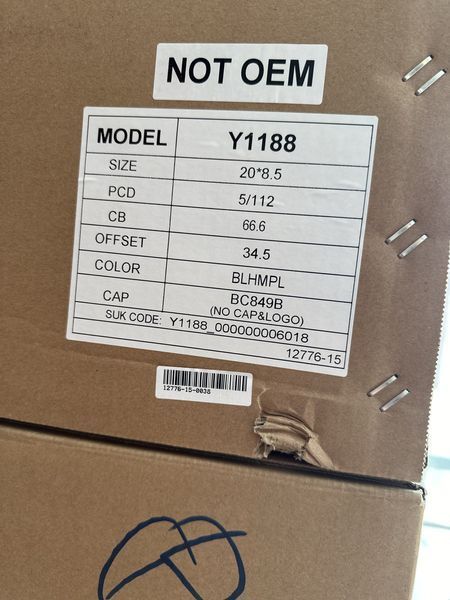 NOT OEM
MODEL Y1188
SIZE 20*8.5
PCD 5/112
CB 66.6
OFFSET 34.5
COLOR BLHMPL
CAP BC849B
(NO CAP&LOGO)
SUK CODE: Y1188_000000006018
12776-15
12776-15-0038